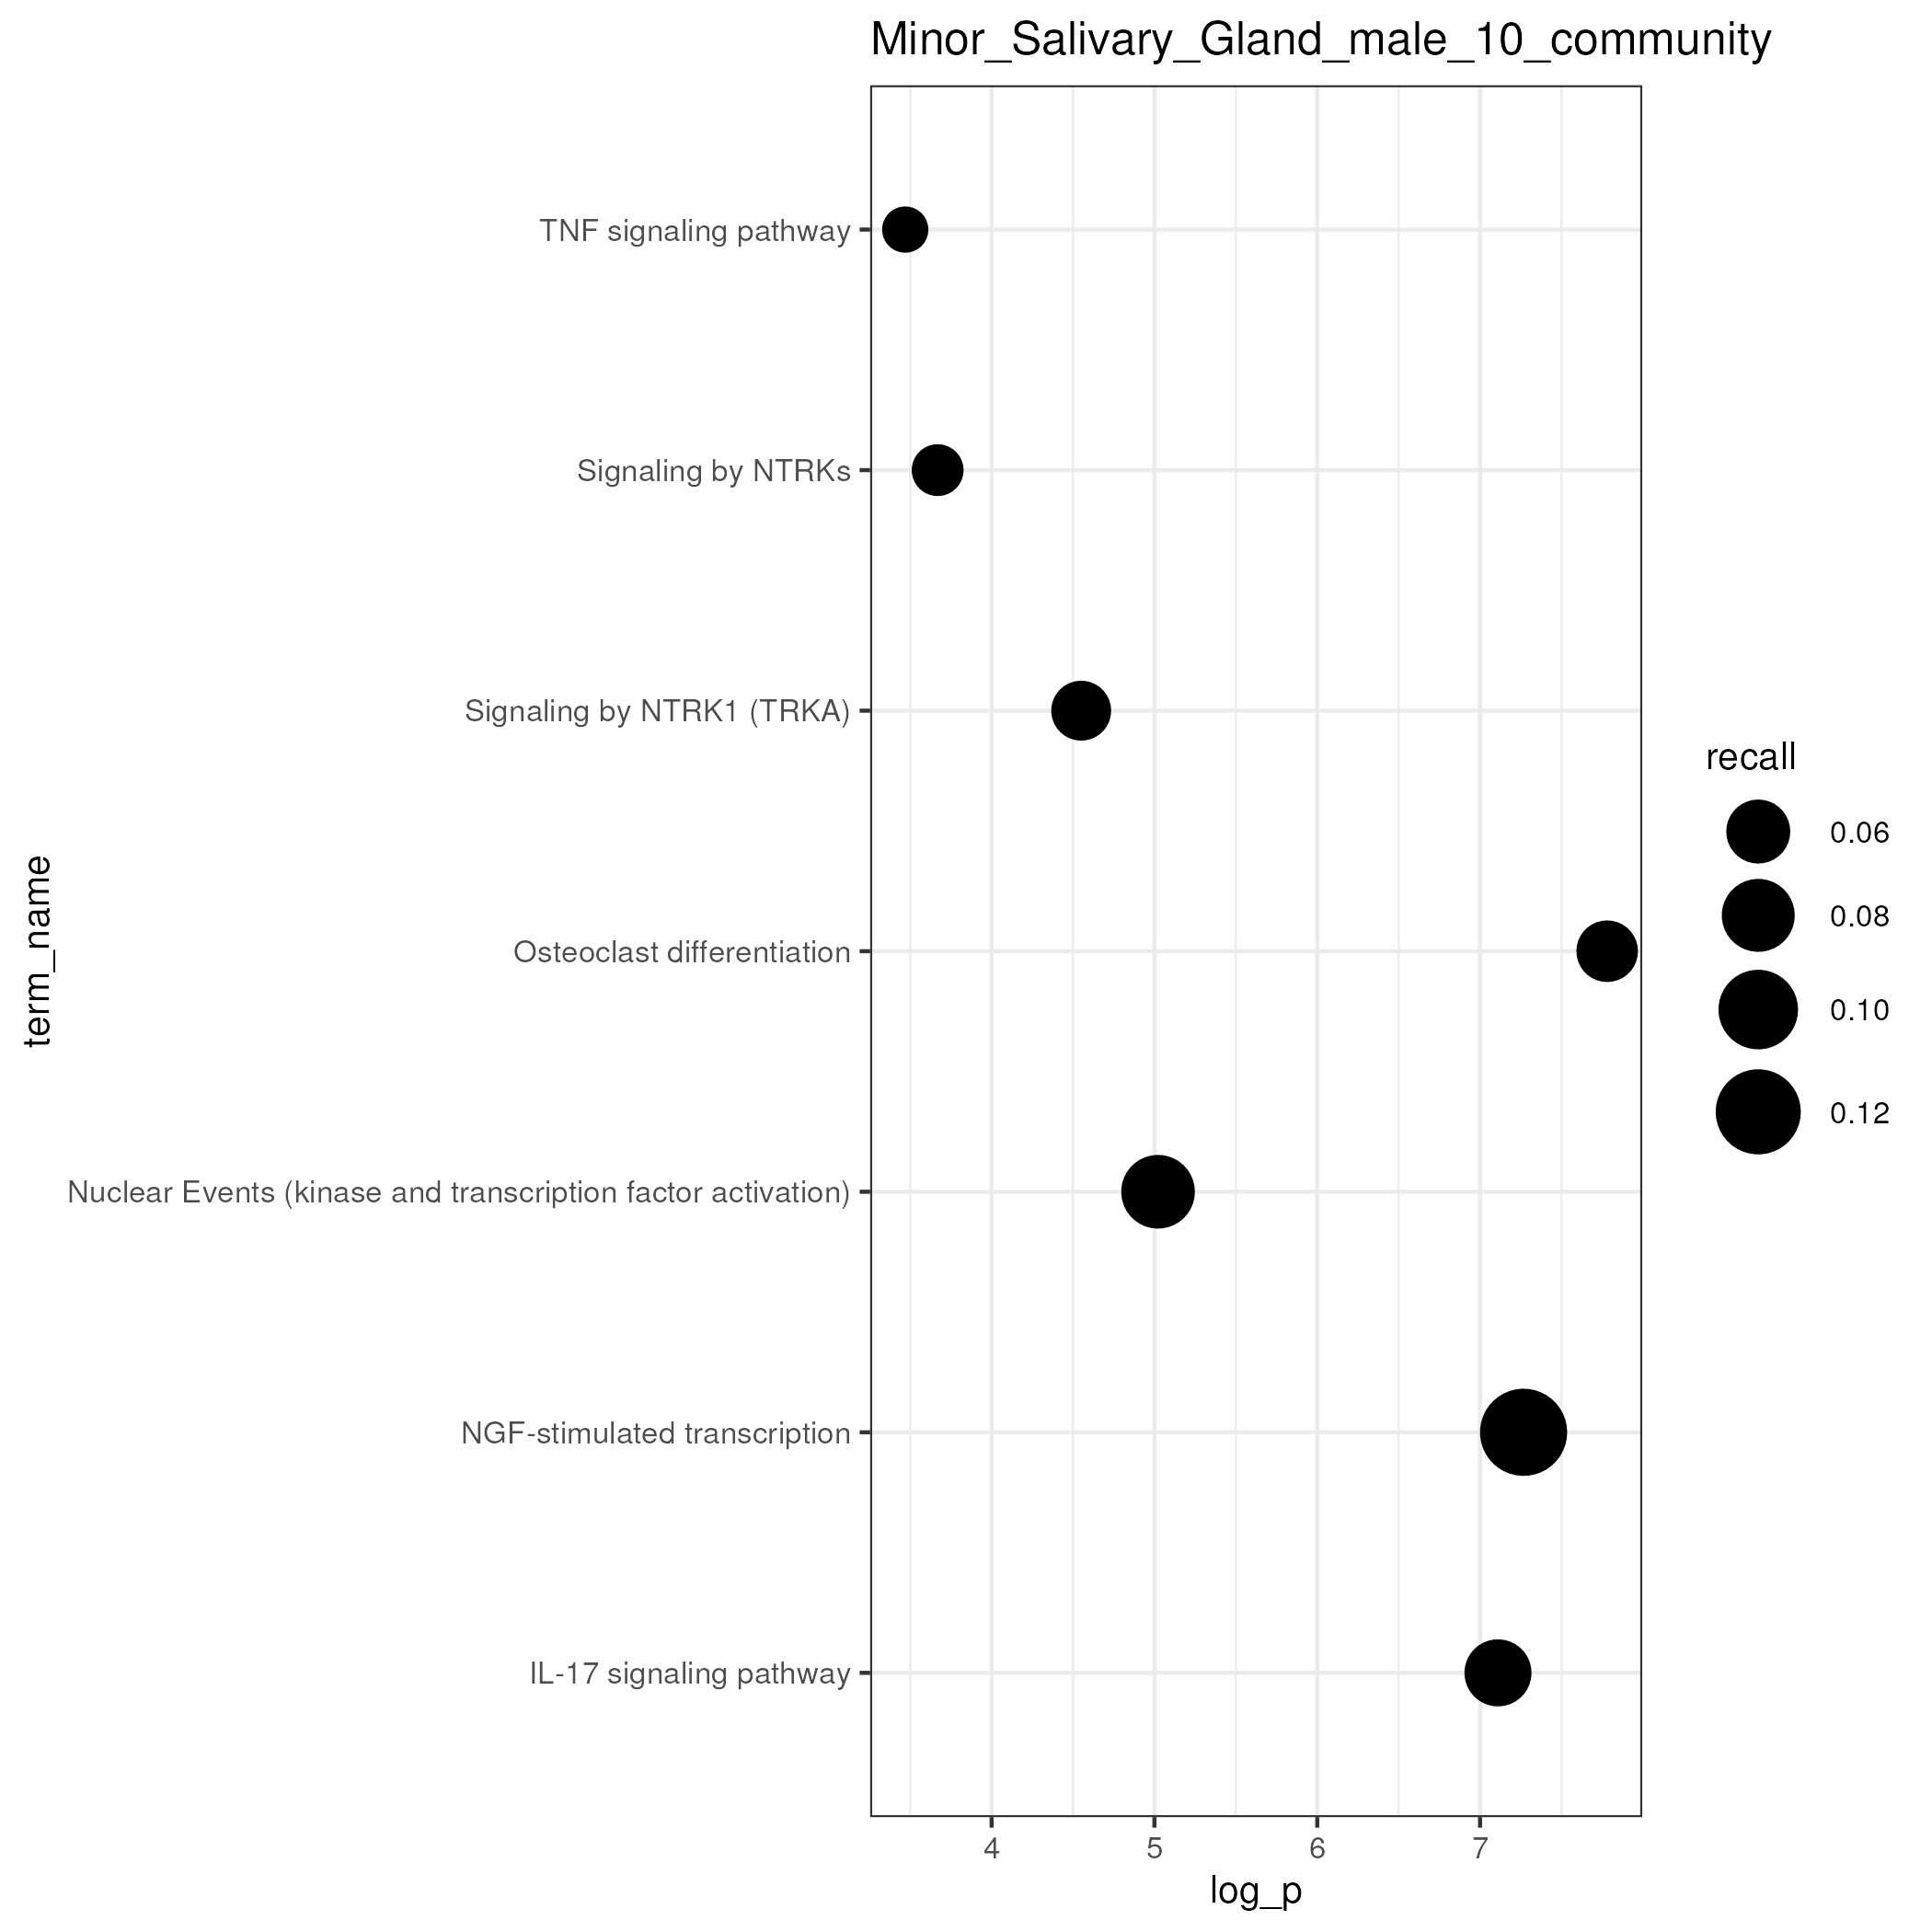 Minor_Salivary_Gland_male_10_community
TNF signaling pathway
Signaling by NTRKs
Signaling by NTRK1 (TRKA)
Osteoclast differentiation
Nuclear Events (kinase and transcription factor activation)
NGF-stimulated transcription
IL-17 signaling pathway
term_name
4 5 6 7
log_p
recall
0.06
0.08
0.10
0.12